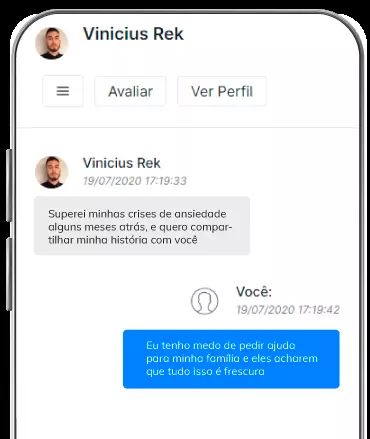 Vinicius Rek
Avaliar
Ver Perfil
Vinicius Rek
19/07/2020 17:19:33
Superei minhas crises de ansiedade
alguns meses atrás, e quero compar-
tilhar minha história com você
Você:
19/07/2020 17:19:42
Eu tenho medo de pedir ajuda
para minha família e eles acharem
que tudo isso é frescura